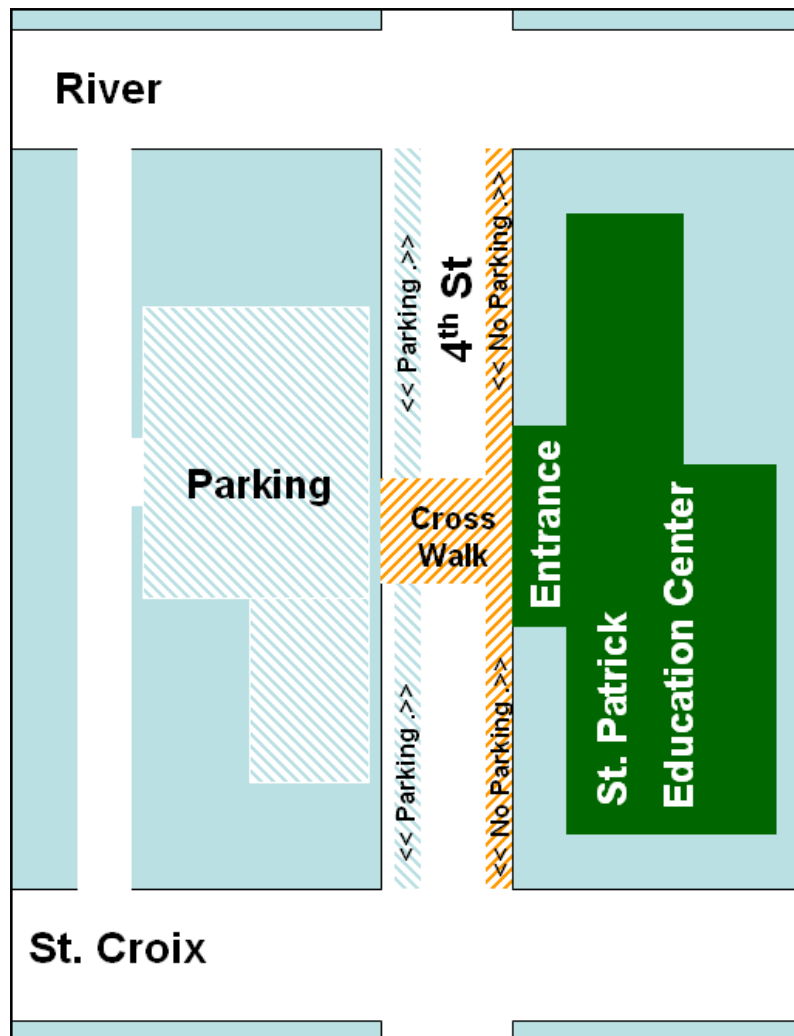 River
<< Parking .>>
4th St
<< No Parking .>>
Parking
Cross
Walk
Entrance
St. Patrick
Education Center
<< Parking .>>
<< No Parking .>>
St. Croix